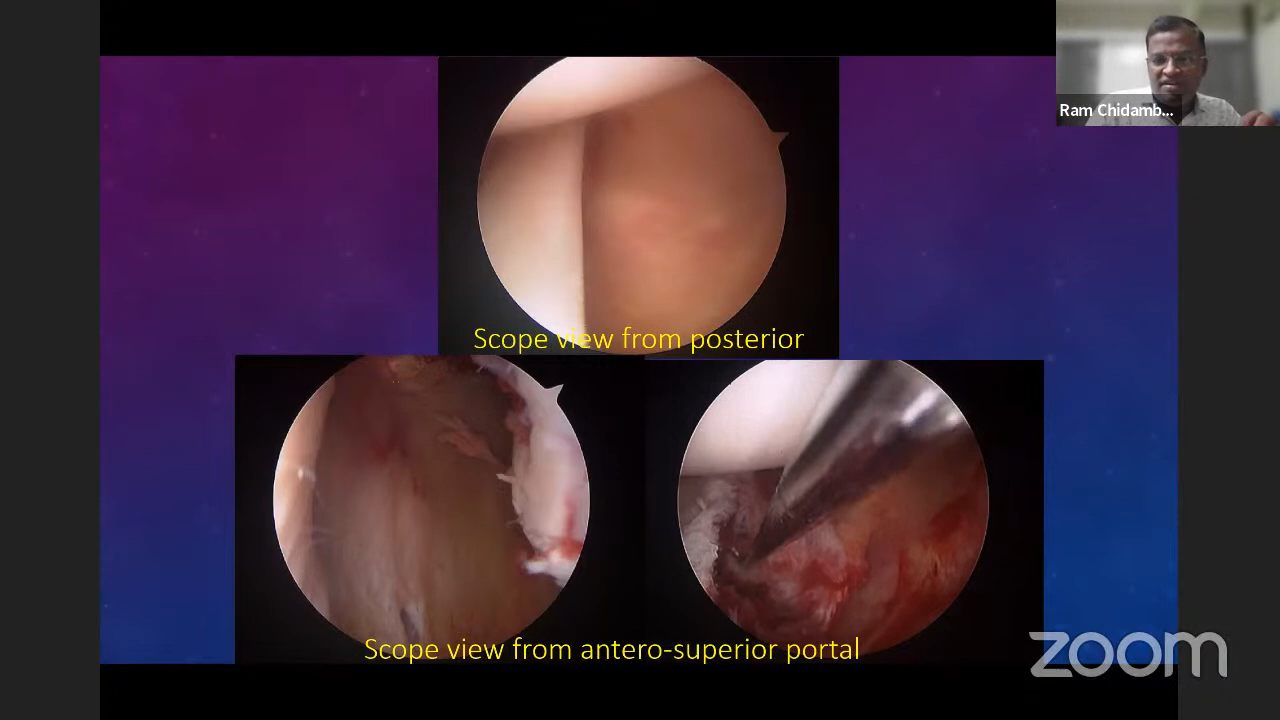 Ram Chidamb...
Scope view from posterior
Scope view from antero-superior portal
zoom